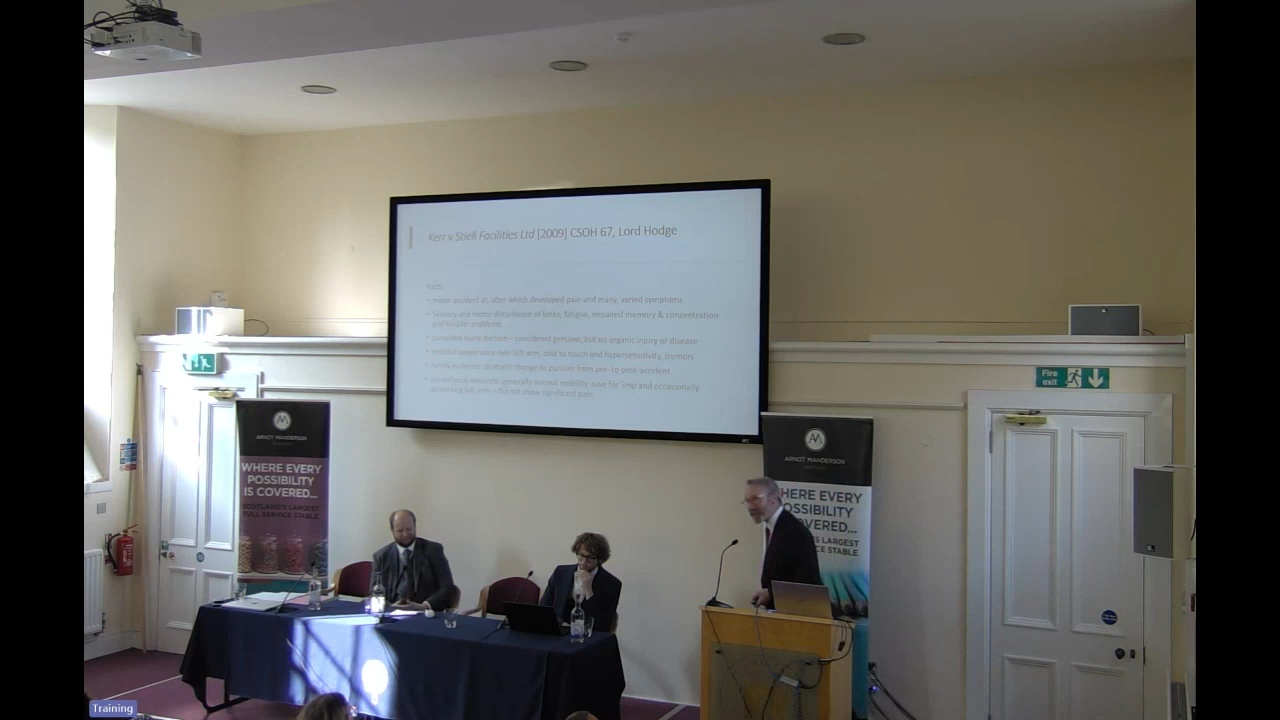 Kerr v Stiell Facilities Ltd [2009] CSOH 67, Lord Hodge
Facts
motor accident at, after which developed pain and many, varied symptoms
Sensory and motor disturbance of limbs, fatigue, impaired memory & concentration
and bladder problems
consulted many doctors – considered genuine, but no organic injury or disease
mottled appearance over left arm, cold to touch and hypersensitivity, tremors
family evidence: dramatic change to pursuer from pre- to post-accident
surveillance evidence: generally normal mobility, save for limp and occasionally
protecting left arm – did not show significant pain
Fire
exit
ARNOT MANDERSON
WHERE EVERY
POSSIBILITY
IS COVERED...
SCOTLAND'S LARGEST
FULL SERVICE STABLE
ARNOT MANDERSON
HERE EVERY
OSSIBILITY
OVERED...
'S LARGEST
CE STABLE
Training